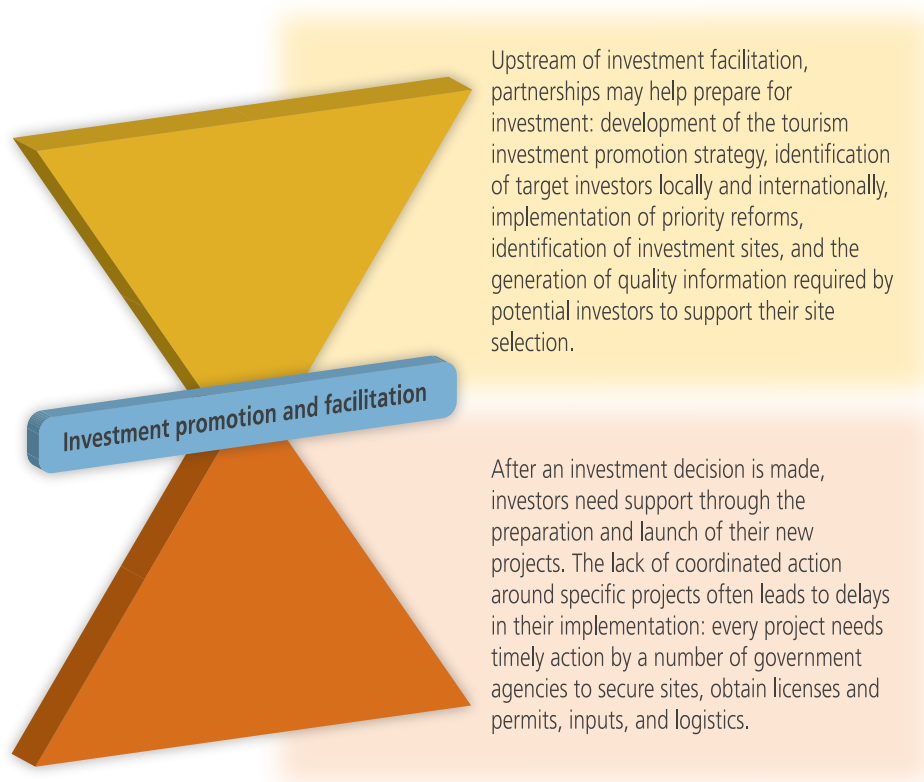 Upstream of investment facilitation,
partnerships may help prepare for
investment: development of the tourism
investment promotion strategy, identification
of target investors locally and internationally,
implementation of priority reforms,
identification of investment sites, and the
generation of quality information required by
potential investors to support their site
selection.
Investment promotion and facilitation
After an investment decision is made,
investors need support through the
preparation and launch of their new
projects. The lack of coordinated action
around specific projects often leads to delays
in their implementation: every project needs
timely action by a number of government
agencies to secure sites, obtain licenses and
permits, inputs, and logistics.